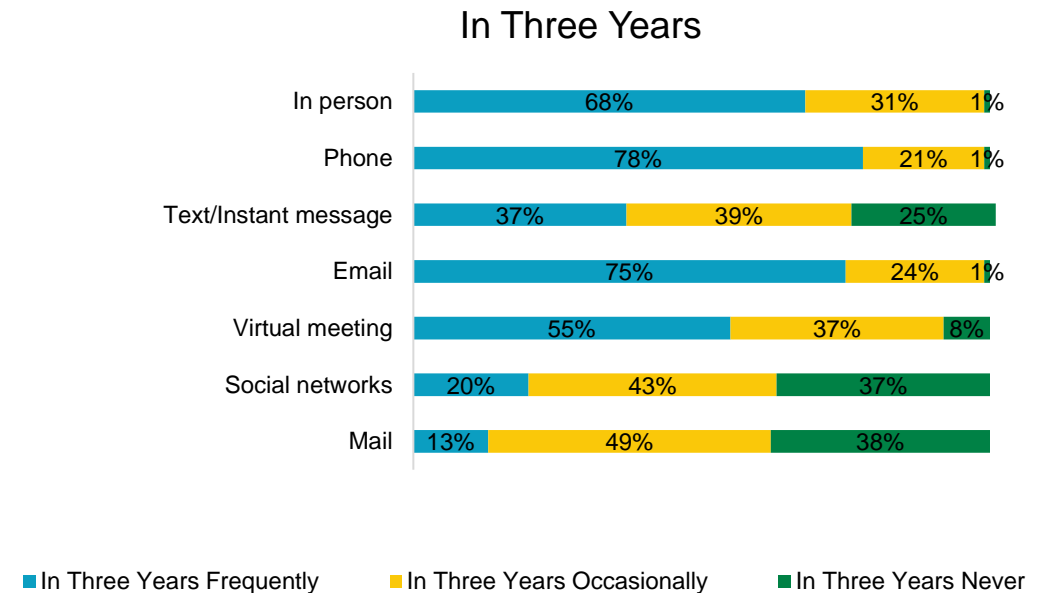 In Three Years
In person 68% 31% 1%
Phone 78% 21% 1%
Text/Instant message 37% 39% 25%
Email 75% 24% 1%
Virtual meeting 55% 37% 8%
Social networks 20% 43% 37%
Mail 13% 49% 38%
In Three Years Frequently In Three Years Occasionally In Three Years Never